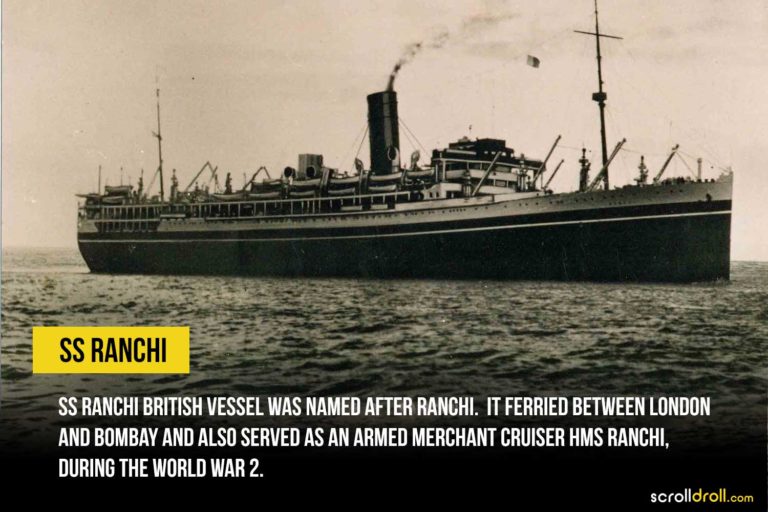 SS RANCHI
SS RANCHI BRITISH VESSEL WAS NAMED AFTER RANCHI. IT FERRIED BETWEEN LONDON
AND BOMBAY AND ALSO SERVED AS AN ARMED MERCHANT CRUISER HMS RANCHI,
DURING THE WORLD WAR 2.
scrolldroll.com